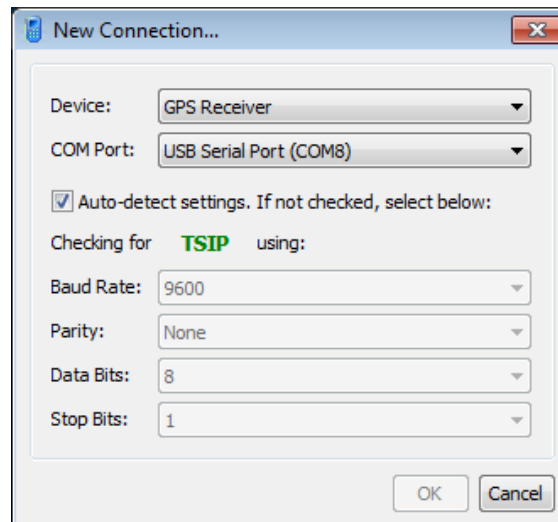 New Connection...
Device: GPS Receiver
COM Port: USB Serial Port (COM8)
Auto-detect settings. If not checked, select below:
Checking for TSIP using:
Baud Rate: 9600
Parity: None
Data Bits: 8
Stop Bits: 1
OK Cancel